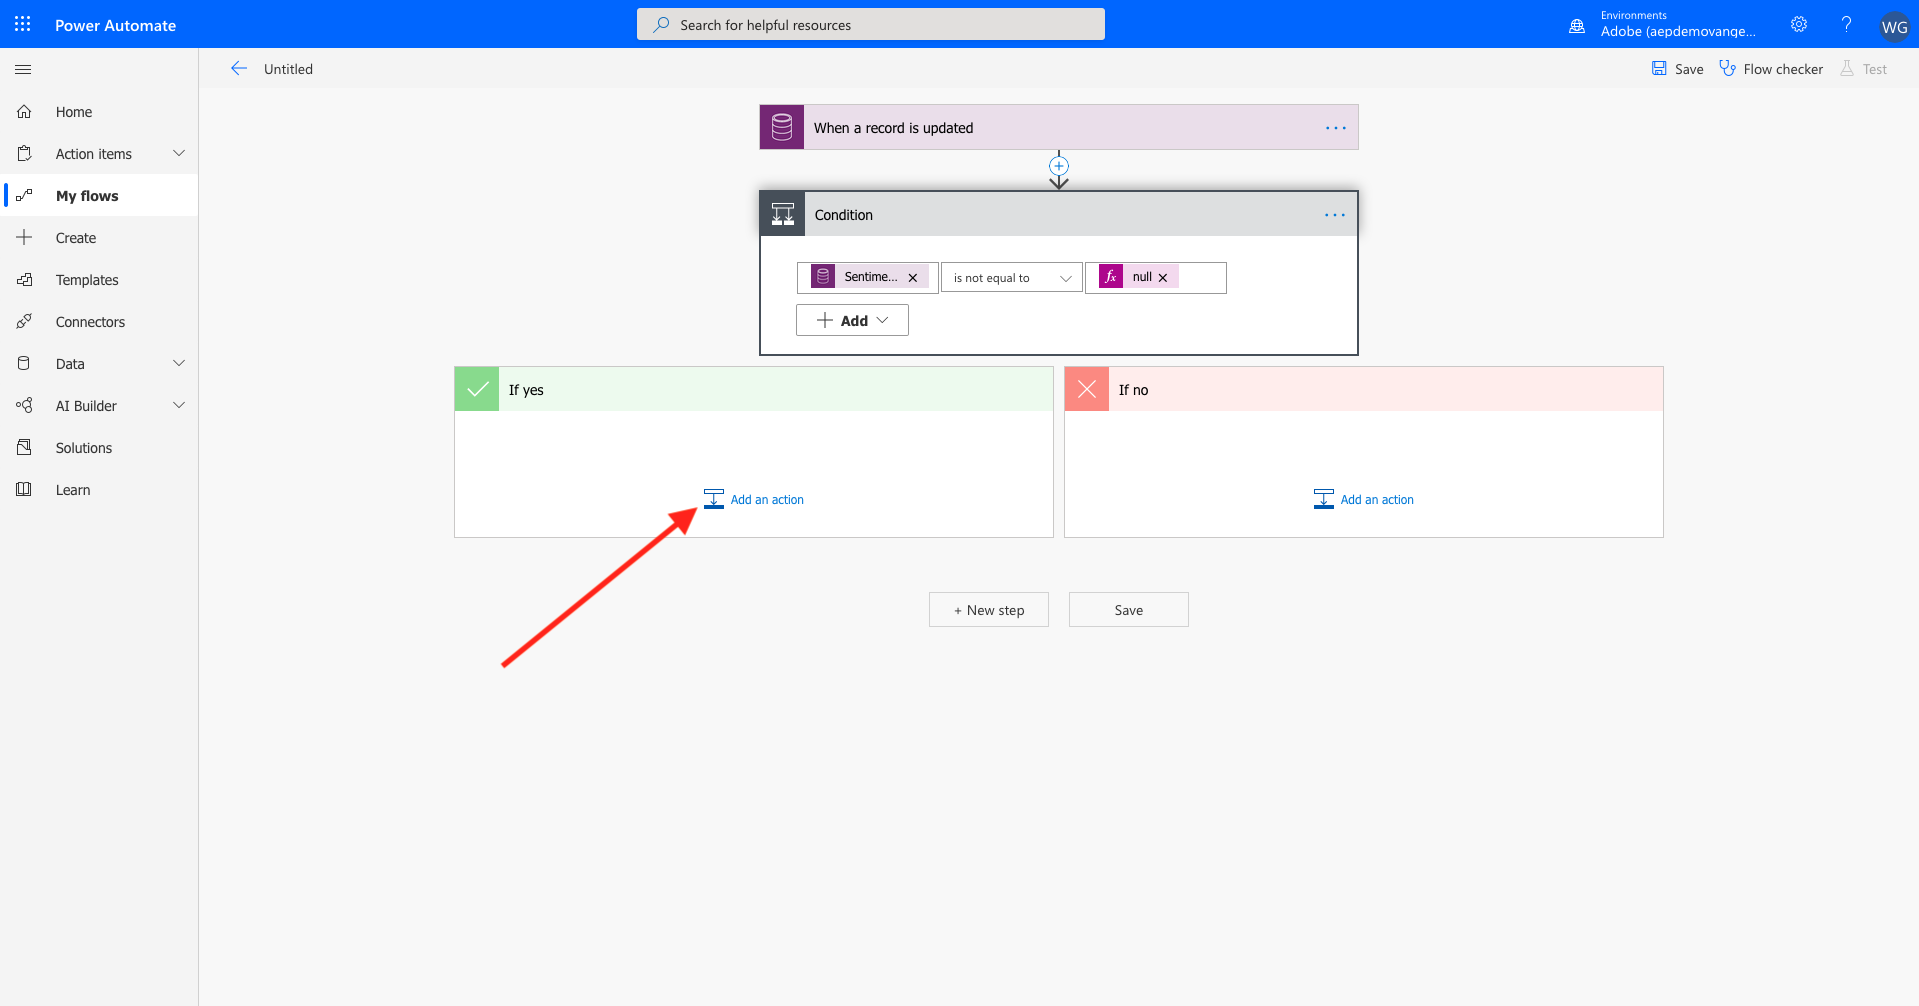 Power Automate
Search for helpful resources
Environments
Adobe (aepdemovange...
?
WG
Untitled
Save
Flow checker
Test
Home
Action items
My flows
Create
Templates
Connectors
Data
AI Builder
Solutions
Learn
When a record is updated
...
Condition
...
Sentime...
is not equal to
fx null
+ Add
If yes
Add an action
If no
Add an action
+ New step
Save